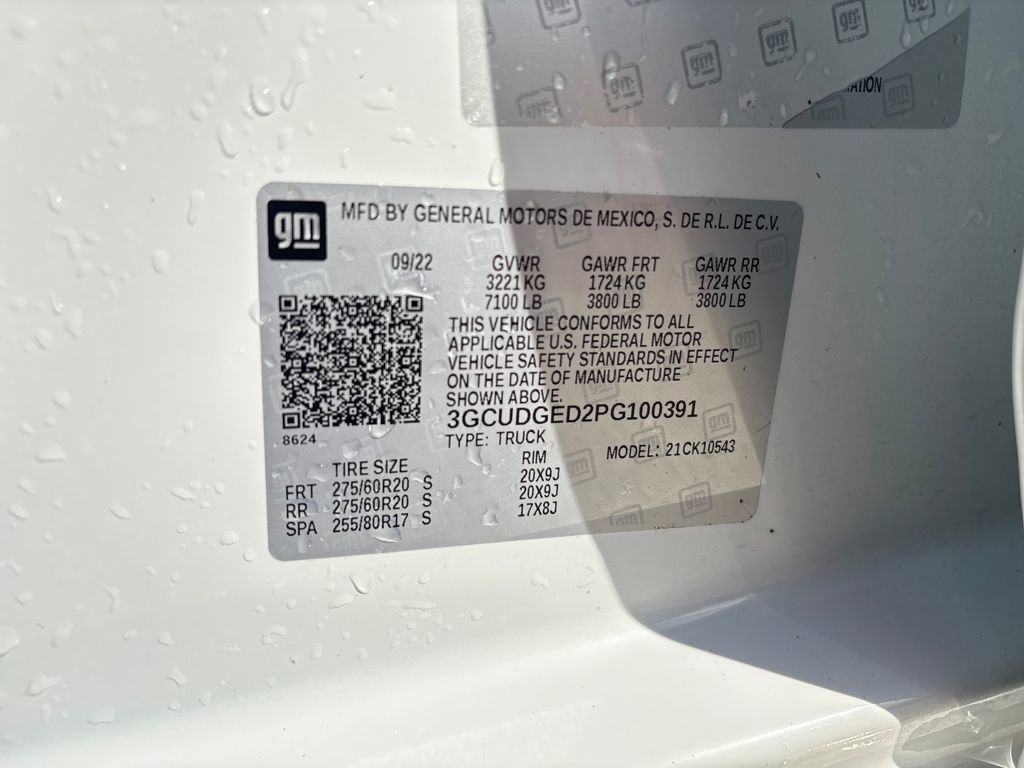 ATION
gm
MFD BY GENERAL MOTORS DE MEXICO, S. DE R.L. DE C.V.
09/22 GVWR GAWR FRT GAWR RR
3221 KG 1724 KG 1724 KG
7100 LB 3800 LB 3800 LB
THIS VEHICLE CONFORMS TO ALL
APPLICABLE U.S. FEDERAL MOTOR
VEHICLE SAFETY STANDARDS IN EFFECT
ON THE DATE OF MANUFACTURE
SHOWN ABOVE.
3GCUDGED2PG100391
8624
TYPE: TRUCK MODEL: 21CK10543
TIRE SIZE RIM
FRT 275/60R20 S 20X9J
RR 275/60R20 S 20X9J
SPA 255/80R17 S 17X8J